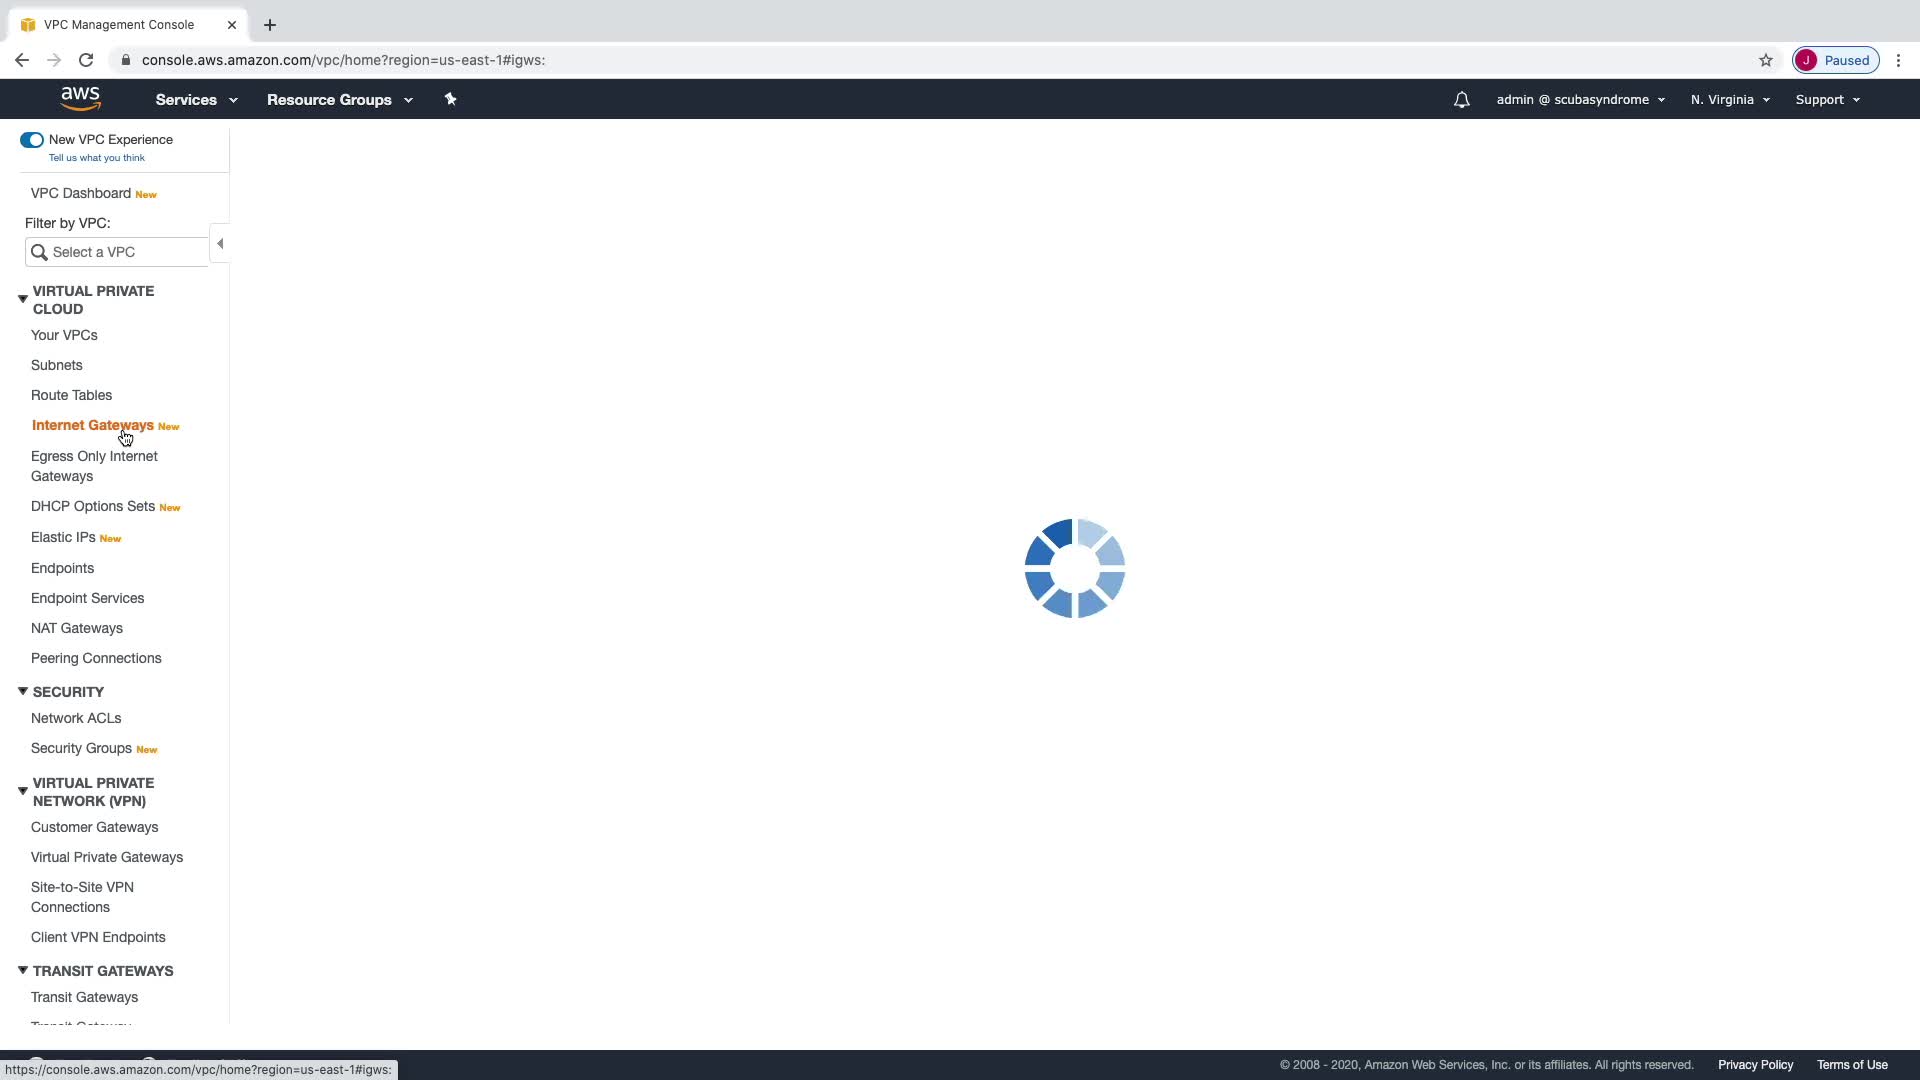 VPC Management Console
console.aws.amazon.com/vpc/home?region=us-east-1#igws:
J Paused
aws Services Resource Groups admin @ scubasyndrome N. Virginia Support
New VPC Experience
Tell us what you think
VPC Dashboard New
Filter by VPC:
Select a VPC
VIRTUAL PRIVATE
CLOUD
Your VPCs
Subnets
Route Tables
Internet Gateways New
Egress Only Internet
Gateways
DHCP Options Sets New
Elastic IPs New
Endpoints
Endpoint Services
NAT Gateways
Peering Connections
SECURITY
Network ACLs
Security Groups New
VIRTUAL PRIVATE
NETWORK (VPN)
Customer Gateways
Virtual Private Gateways
Site-to-Site VPN
Connections
Client VPN Endpoints
TRANSIT GATEWAYS
Transit Gateways
Transit Gateway
© 2008 - 2020, Amazon Web Services, Inc. or its affiliates. All rights reserved. Privacy Policy Terms of Use
https://console.aws.amazon.com/vpc/home?region=us-east-1#igws: